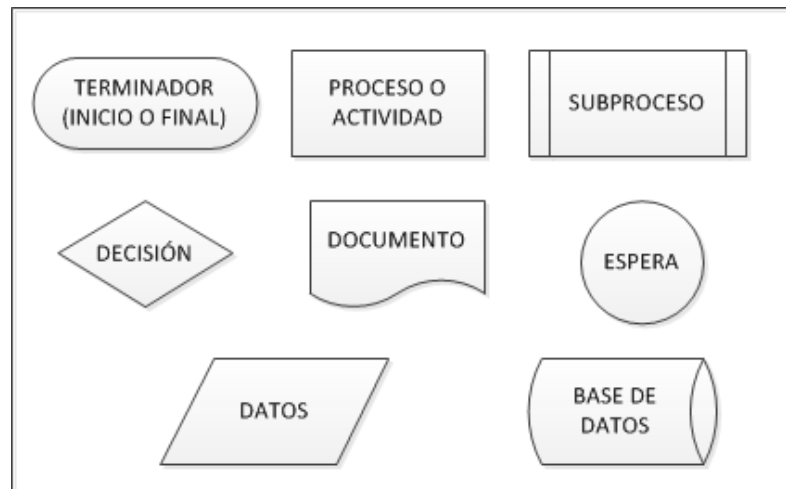 TERMINADOR
(INICIO O FINAL)
PROCESO O
ACTIVIDAD
SUBPROCESO
DECISIÓN
DOCUMENTO
ESPERA
DATOS
BASE DE
DATOS